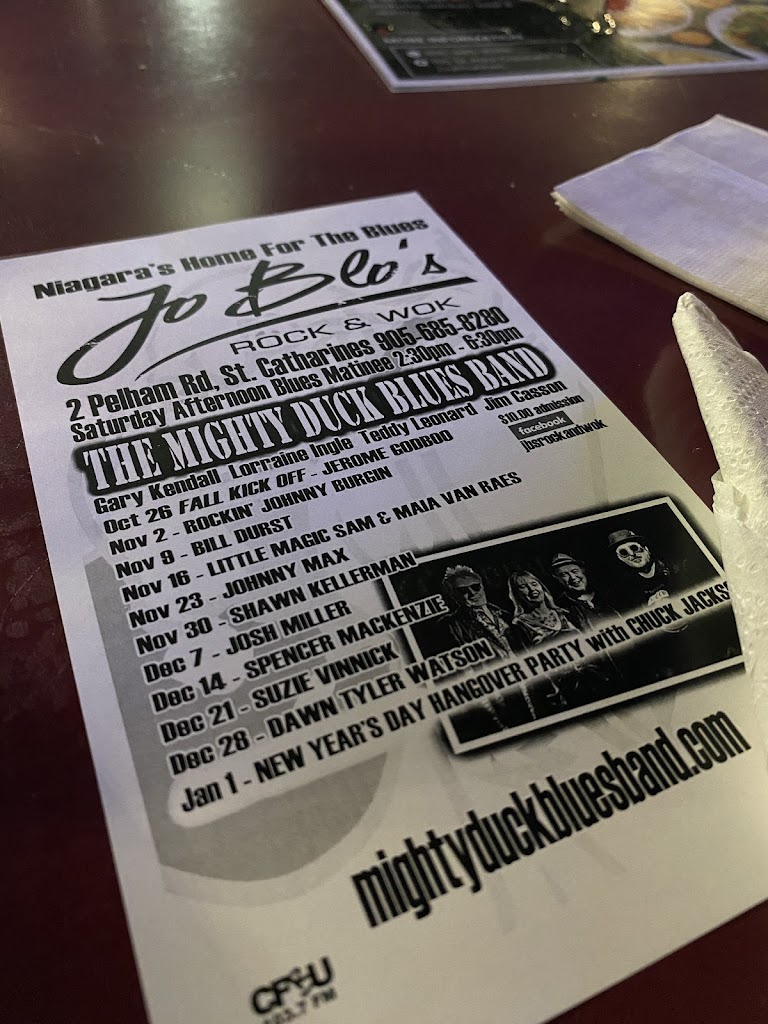 Niagara's Home For The Blues
Jo Blo's
ROCK & WOK
2 Pelham Rd, St. Catharines 905-685-8280
Saturday Afternoon Blues Matinee 2:30pm - 6:30pm
THE MIGHTY DUCK BLUES BAND
Gary Kendall Lorraine Ingle Teddy Leonard Jim Casson
$10.00 admission
facebook
jbsrockandwok
Oct 26 FALL KICK OFF - JEROME GODBOO
Nov 2 - ROCKIN' JOHNNY BURGIN
Nov 9 - BILL DURST
Nov 16 - LITTLE MAGIC SAM & MAIA VAN RAES
Nov 23 - JOHNNY MAX
Nov 30 - SHAWN KELLERMAN
Dec 7 - JOSH MILLER
Dec 14 - SPENCER MACKENZIE
Dec 21 - SUZIE VINNICK
Dec 28 - DAWN TYLER WATSON
Jan 1 - NEW YEAR'S DAY HANGOVER PARTY with CHUCK JACKSO
mightyduckbluesband.com
CFBU
103.7 FM